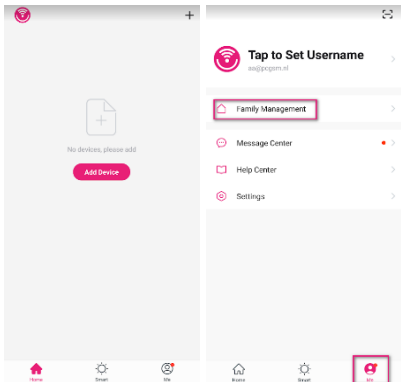 No devices, please add
Add Device
Home
Smart
Me
Tap to Set Username
Family Management
Message Center
Help Center
Settings
Home
Smart
Me